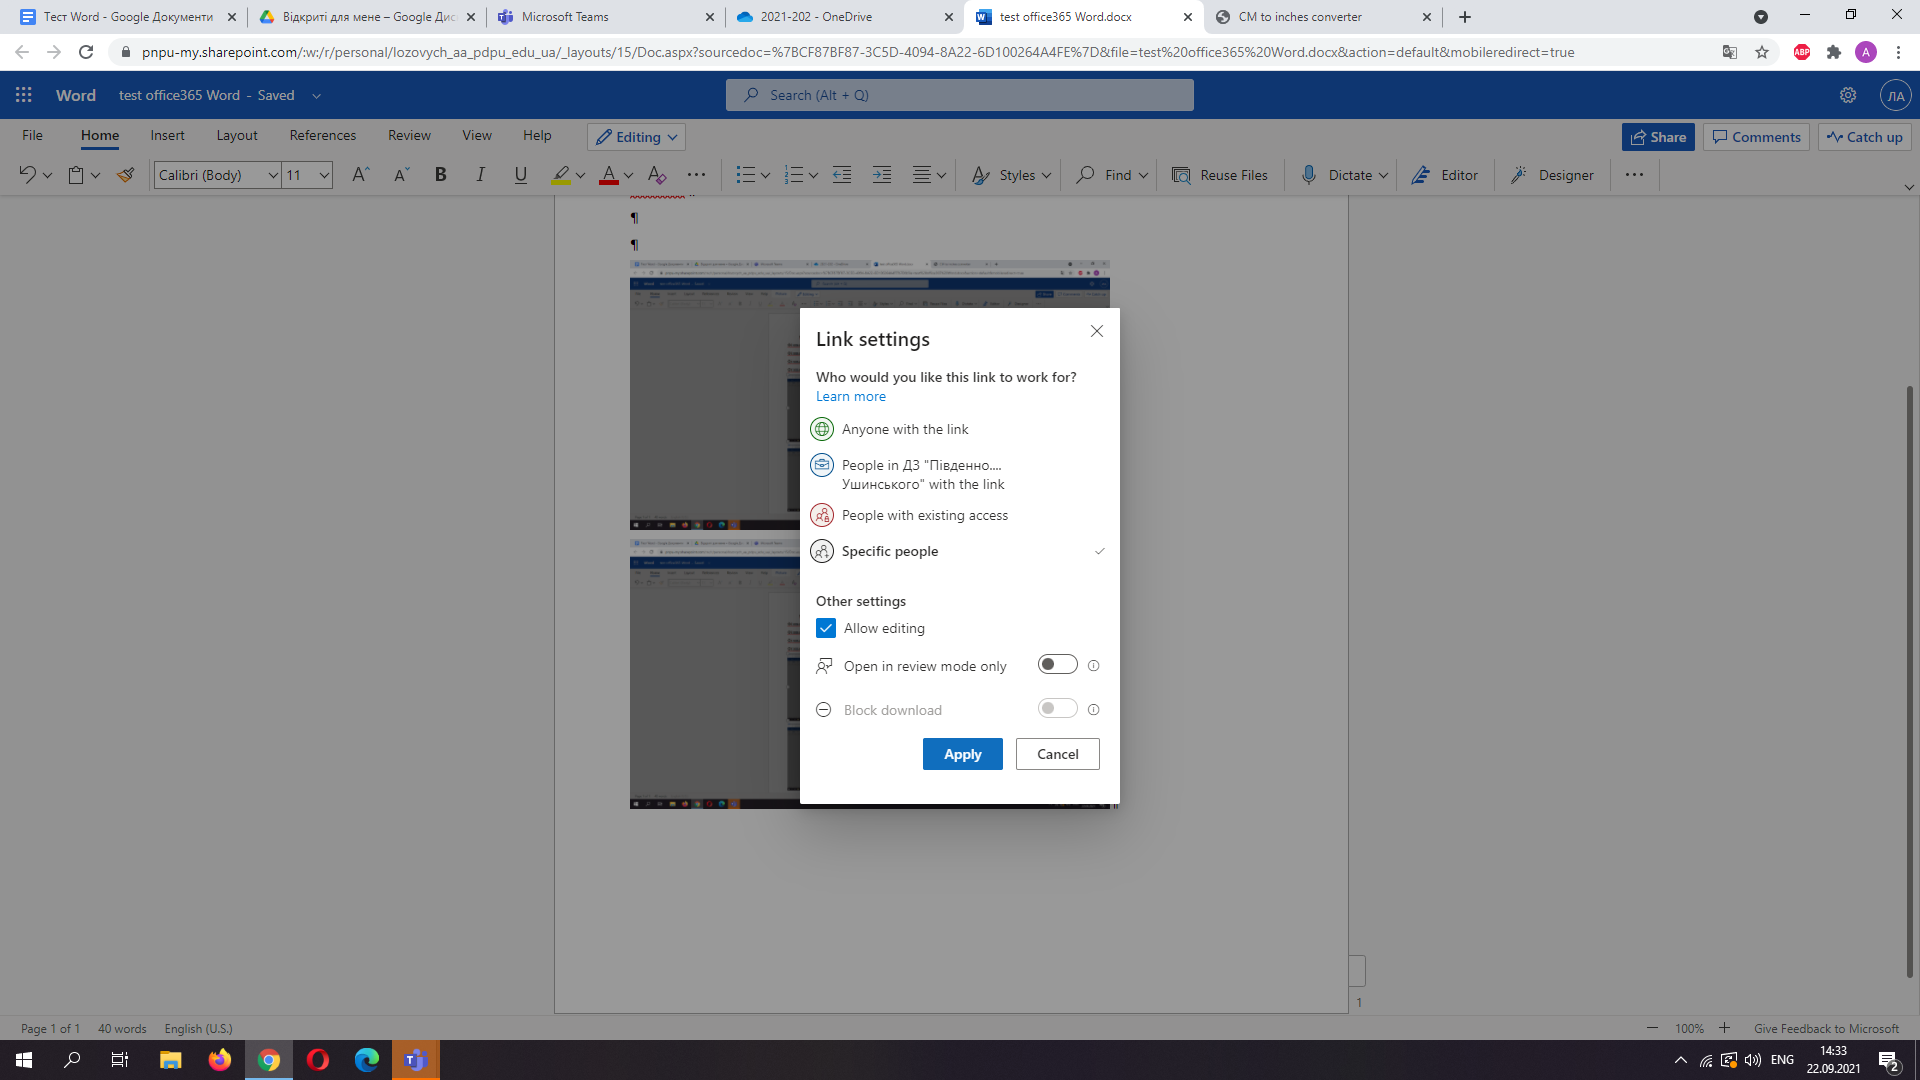 Тест Word - Google Документи
Відкриті для мене – Google Дис
Microsoft Teams
2021-202 - OneDrive
test office365 Word.docx
CM to inches converter
pnpu-my.sharepoint.com/:w:/r/personal/lozovych_aa_pdpu_edu_ua/_layouts/15/Doc.aspx?sourcedoc=%7BCF87BF87-3C5D-4094-8A22-6D100264A4FE%7D&file=test%20office365%20Word.docx&action=default&mobileredirect=true
ABP
A
Word
test office365 Word - Saved
Search (Alt + Q)
ЛА
File
Home
Insert
Layout
References
Review
View
Help
Editing
Share
Comments
Catch up
Calibri (Body)
11
Styles
Find
Reuse Files
Dictate
Editor
Designer
Link settings
Who would you like this link to work for?
Learn more
Anyone with the link
People in ДЗ "Південно....
Ушинського" with the link
People with existing access
Specific people
Other settings
Allow editing
Open in review mode only
Block download
Apply
Cancel
1
Page 1 of 1
40 words
English (U.S.)
100%
Give Feedback to Microsoft
ENG
14:33
22.09.2021
2